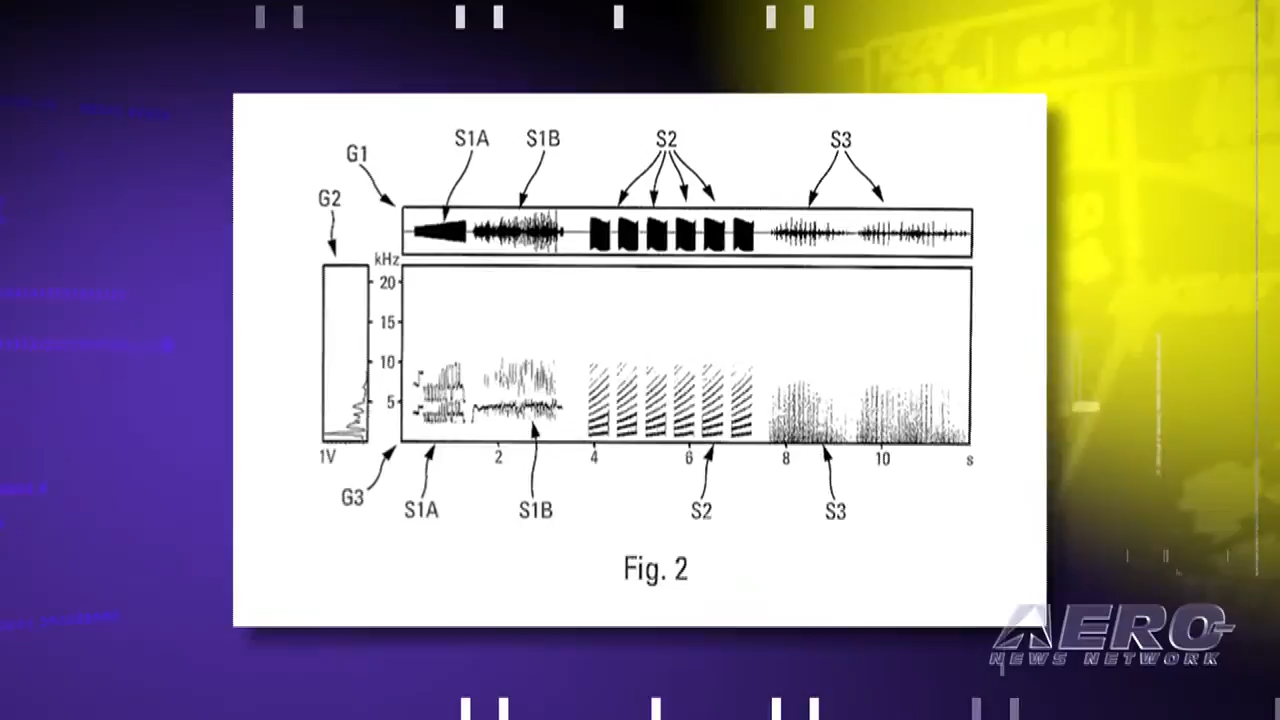 S1A S1B S2 S3
G1
G2
kHz
20
15
10
5
1V 2 4 6 8 10 s
G3 S1A S1B S2 S3
Fig. 2
AERO
NEWS NETWORK